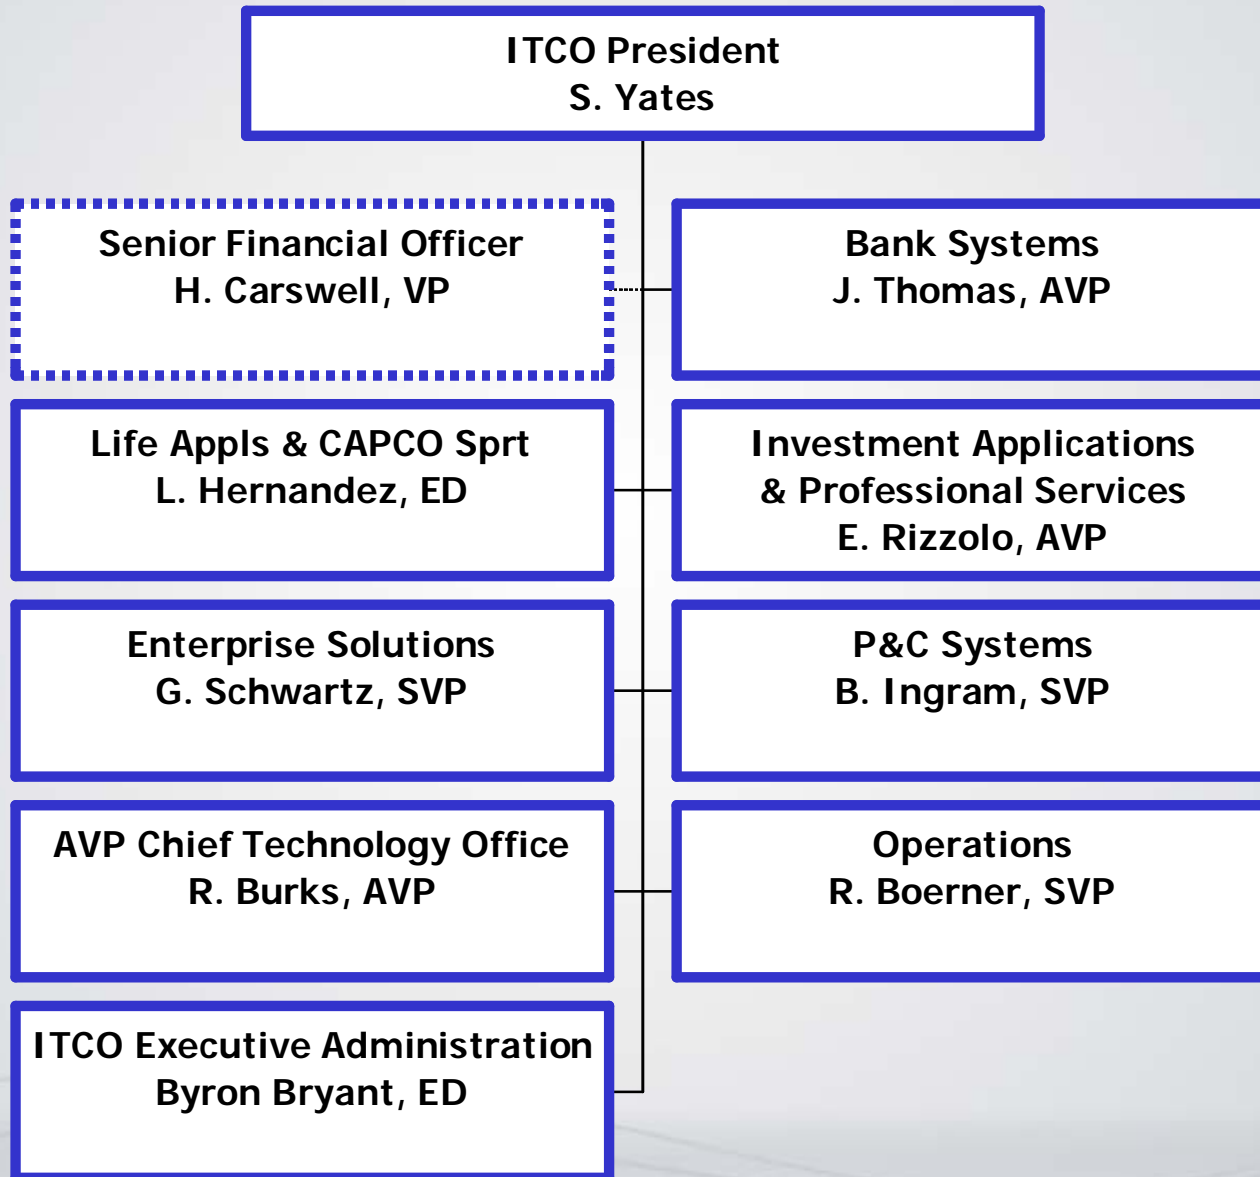 ITCO President
S. Yates
Senior Financial Officer
H. Carswell, VP
Bank Systems
J. Thomas, AVP
Life Appls & CAPCO Sprt
L. Hernandez, ED
Investment Applications
& Professional Services
E. Rizzolo, AVP
Enterprise Solutions
G. Schwartz, SVP
P&C Systems
B. Ingram, SVP
AVP Chief Technology Office
R. Burks, AVP
Operations
R. Boerner, SVP
ITCO Executive Administration
Byron Bryant, ED